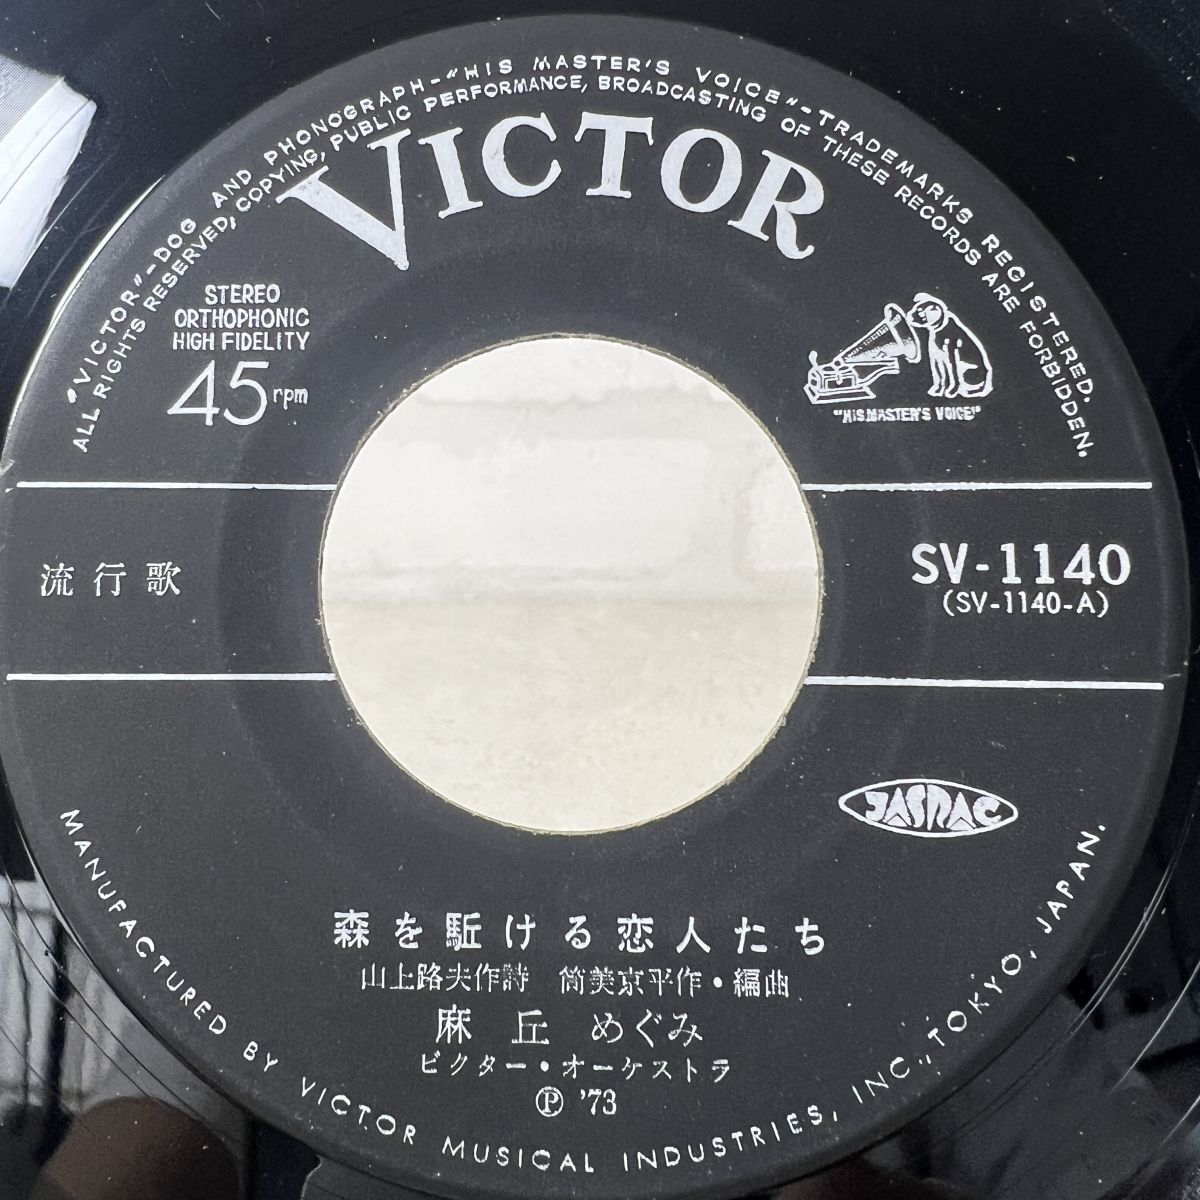 "VICTOR"-DOG AND PHONOGRAPH-"HIS MASTER'S VOICE"-TRADEMARKS REGISTERED.
ALL RIGHTS RESERVED, COPYING, PUBLIC PERFORMANCE, BROADCASTING OF THESE RECORDS ARE FORBIDDEN.
VICTOR
STEREO
ORTHOPHONIC
HIGH FIDELITY
45rpm
"HIS MASTER'S VOICE"
流行歌
SV-1140
(SV-1140-A)
JASRAC
森を駈ける恋人たち
山上路夫作詩 筒美京平作・編曲
麻丘 めぐみ
ビクター・オーケストラ
Ⓟ '73
MANUFACTURED BY VICTOR MUSICAL INDUSTRIES, INC., TOKYO, JAPAN.